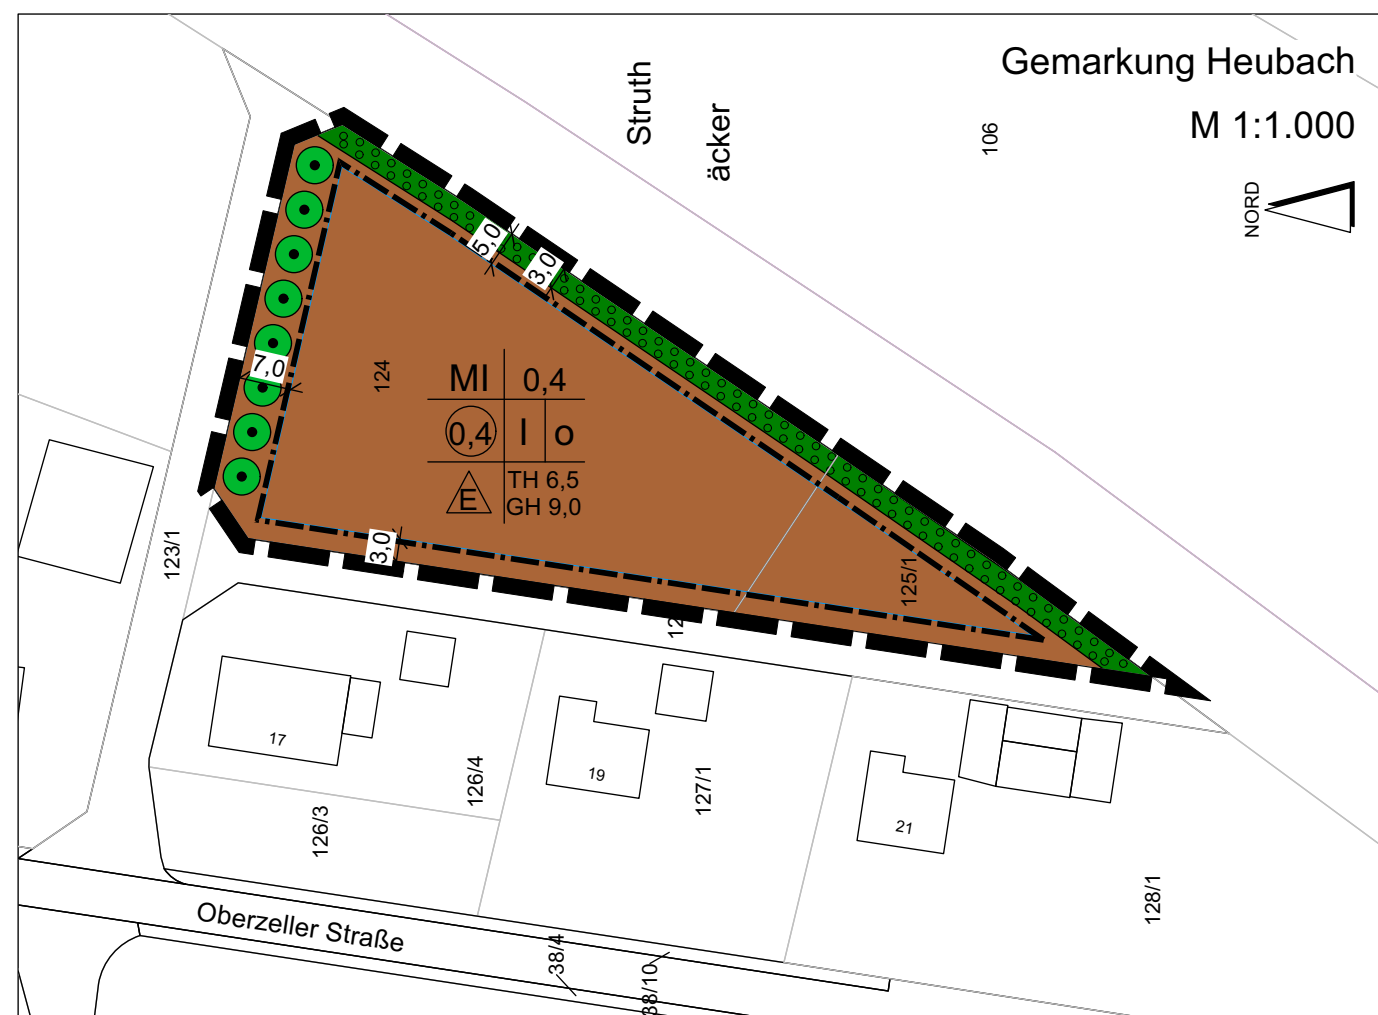 Gemarkung Heubach
M 1:1.000
NORD
Struth
äcker
106
5,0
3,0
7,0
124
MI 0,4
0,4 I o
E TH 6,5
GH 9,0
3,0
123/1
125/1
17
19
21
126/4
126/3
127/1
128/1
Oberzeller Straße
38/4
38/10